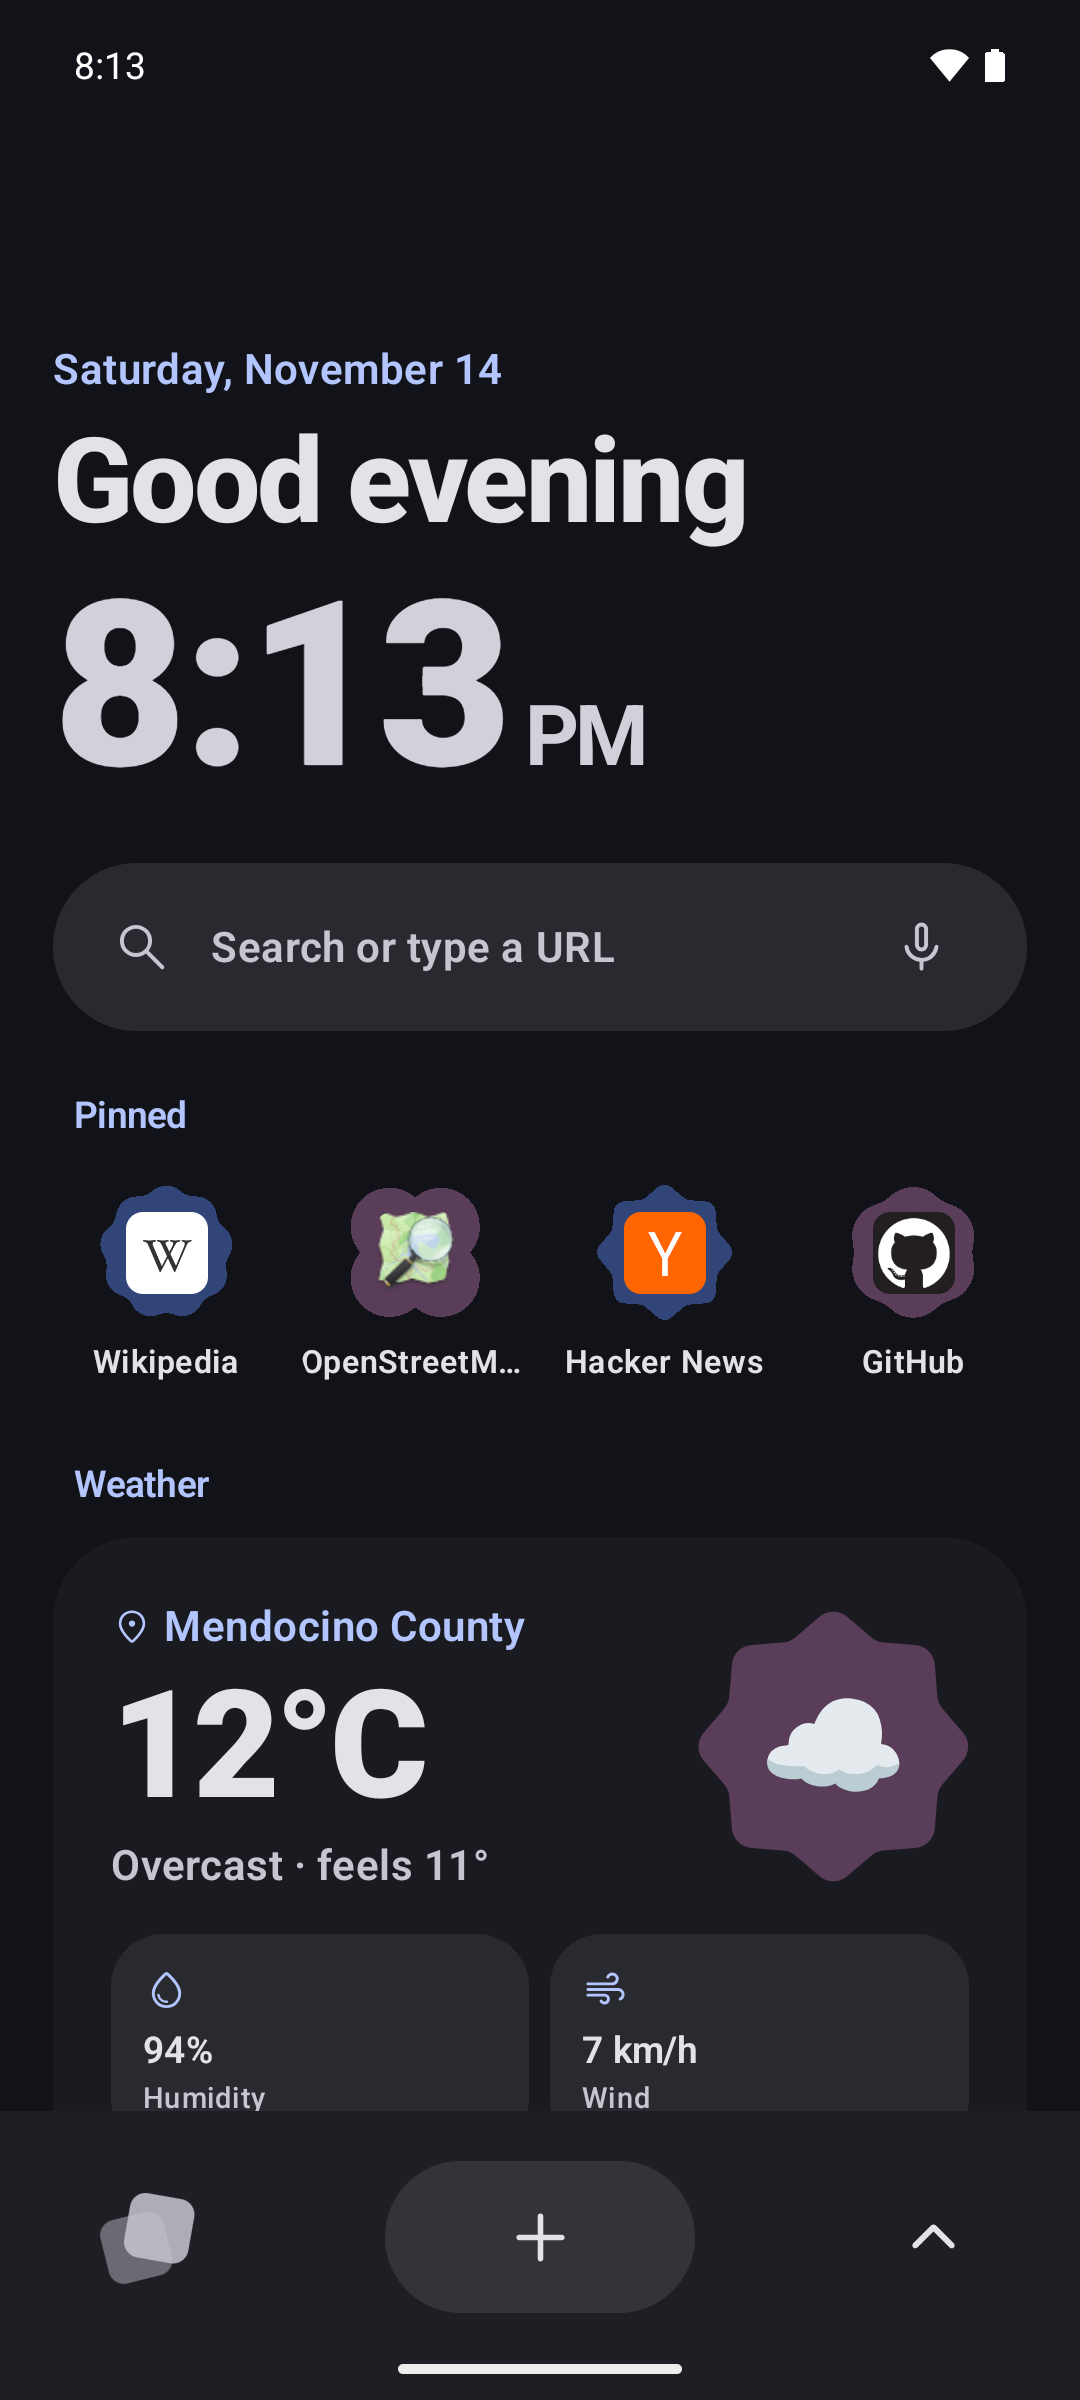 8:13
Saturday, November 14
Good evening
8:13 PM
Search or type a URL
Pinned
W
Y
Wikipedia
OpenStreetM…
Hacker News
GitHub
Weather
Mendocino County
12°C
Overcast · feels 11°
94%
7 km/h
Humidity
Wind